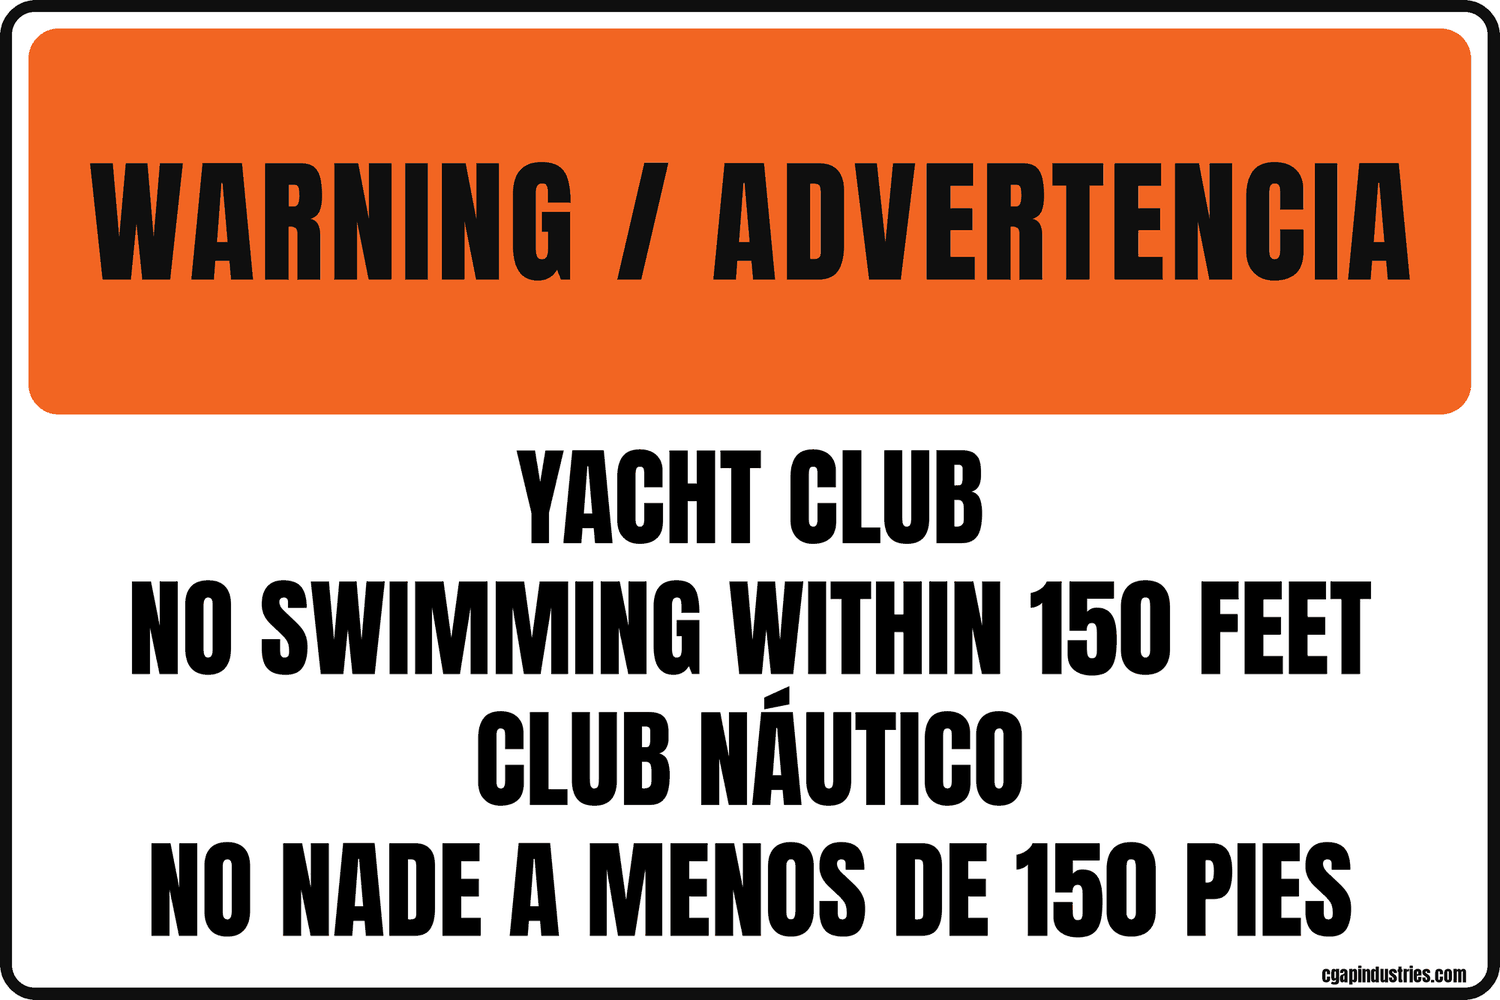 WARNING / ADVERTENCIA
YACHT CLUB
NO SWIMMING WITHIN 150 FEET
CLUB NÁUTICO
NO NADE A MENOS DE 150 PIES
cgapindustries.com